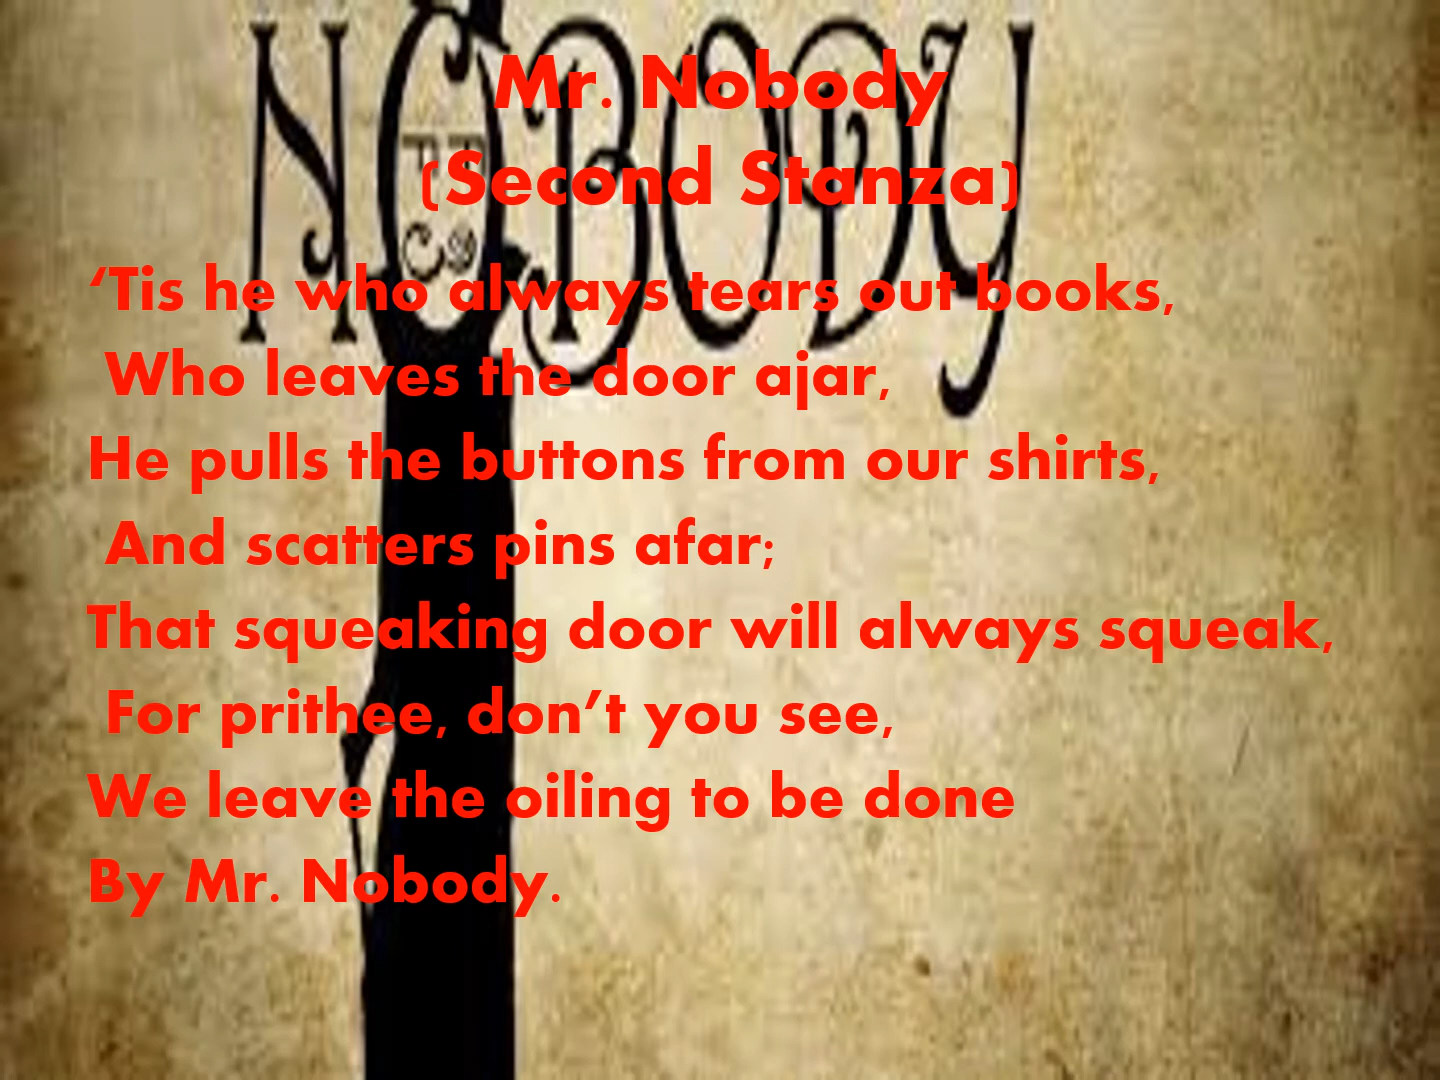 NOBODY
Mr. Nobody
(Second Stanza)
‘Tis he who always tears out books,
Who leaves the door ajar,
He pulls the buttons from our shirts,
And scatters pins afar;
That squeaking door will always squeak,
For prithee, don’t you see,
We leave the oiling to be done
By Mr. Nobody.